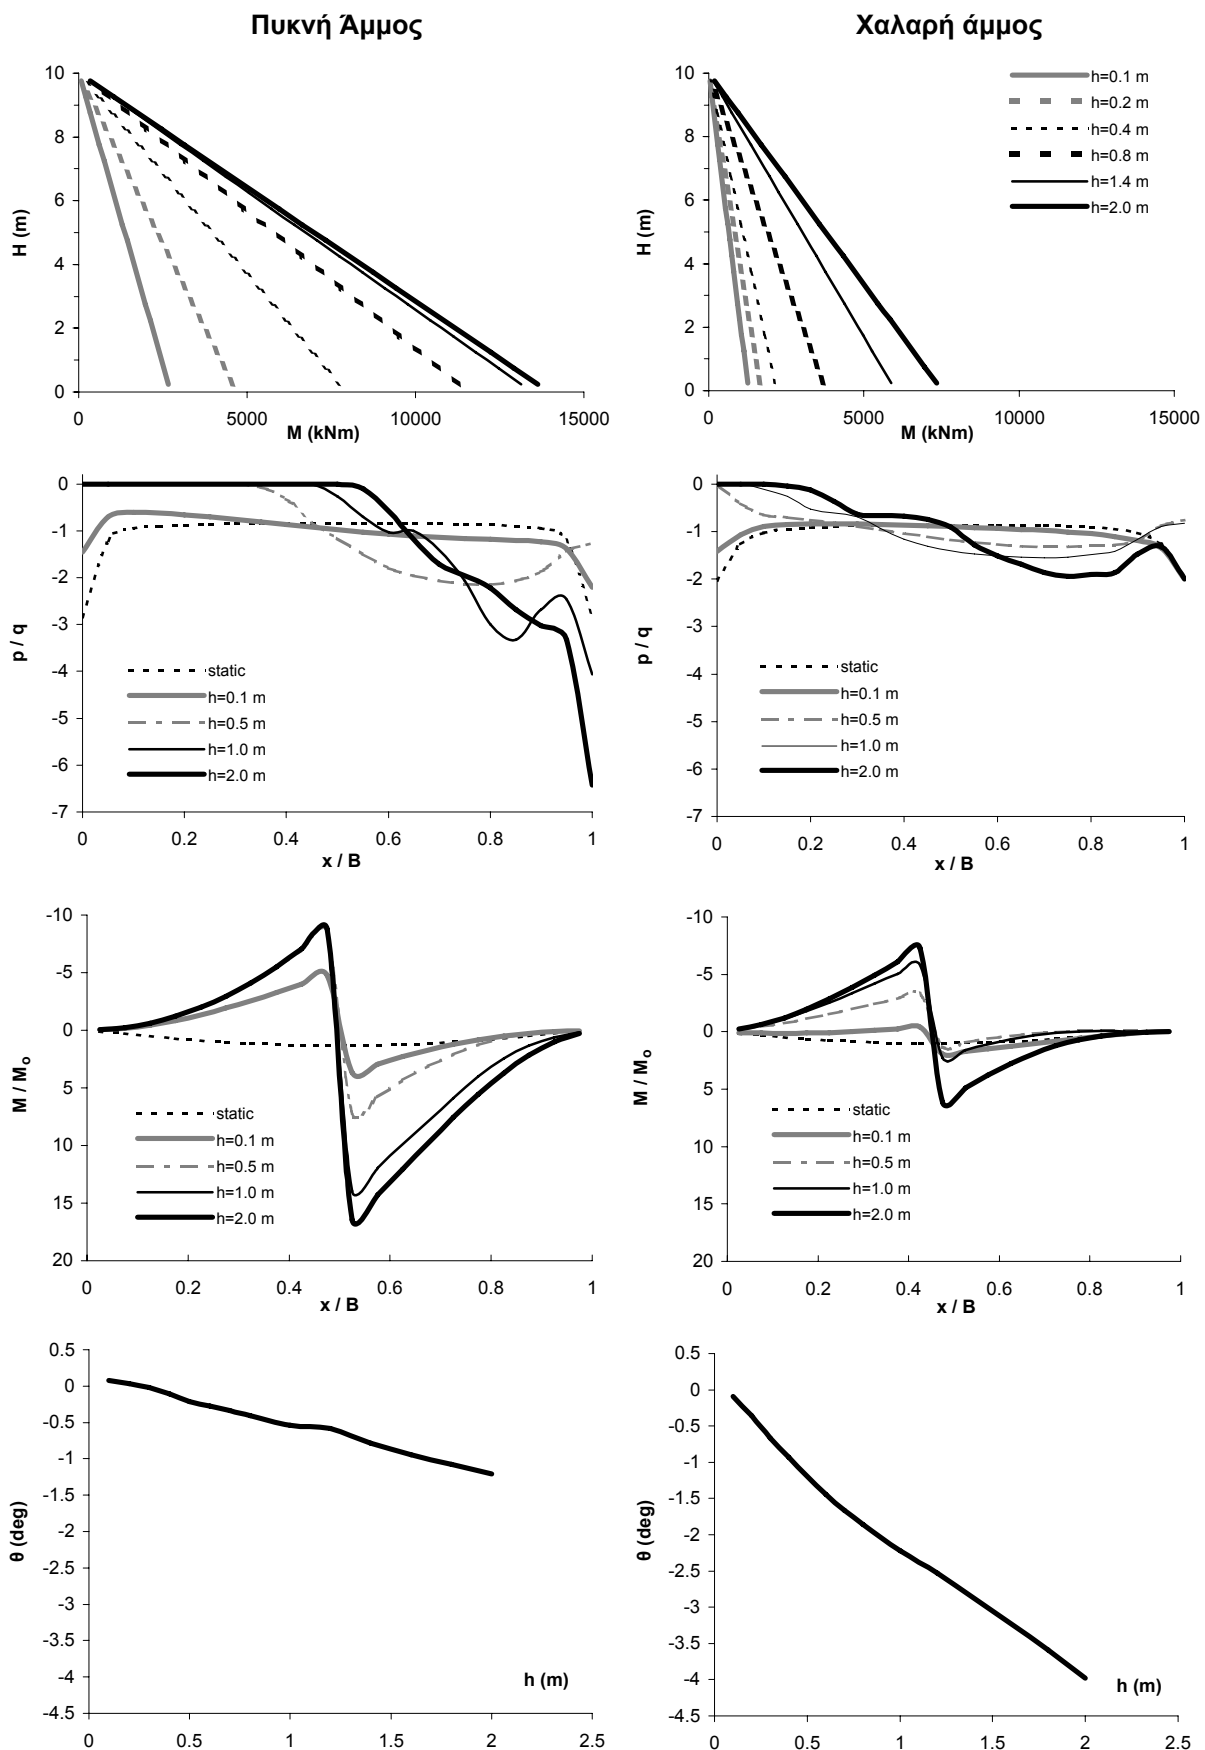 Πυκνή Άμμος
Χαλαρή άμμος
10
8
6
4
2
0
H (m)
0
5000
10000
15000
M (kNm)
10
8
6
4
2
0
H (m)
0
5000
10000
15000
M (kNm)
h=0.1 m
h=0.2 m
h=0.4 m
h=0.8 m
h=1.4 m
h=2.0 m
0
-1
-2
-3
-4
-5
-6
-7
p / q
static
h=0.1 m
h=0.5 m
h=1.0 m
h=2.0 m
0
0.2
0.4
0.6
0.8
1
x / B
0
-1
-2
-3
-4
-5
-6
-7
p / q
static
h=0.1 m
h=0.5 m
h=1.0 m
h=2.0 m
0
0.2
0.4
0.6
0.8
1
x / B
-10
-5
0
5
10
15
20
M / Mo
static
h=0.1 m
h=0.5 m
h=1.0 m
h=2.0 m
0
0.2
0.4
0.6
0.8
1
x / B
-10
-5
0
5
10
15
20
M / Mo
static
h=0.1 m
h=0.5 m
h=1.0 m
h=2.0 m
0
0.2
0.4
0.6
0.8
1
x / B
0.5
0
-0.5
-1
-1.5
-2
-2.5
-3
-3.5
-4
-4.5
θ (deg)
h (m)
0
0.5
1
1.5
2
2.5
0.5
0
-0.5
-1
-1.5
-2
-2.5
-3
-3.5
-4
-4.5
θ (deg)
h (m)
0
0.5
1
1.5
2
2.5